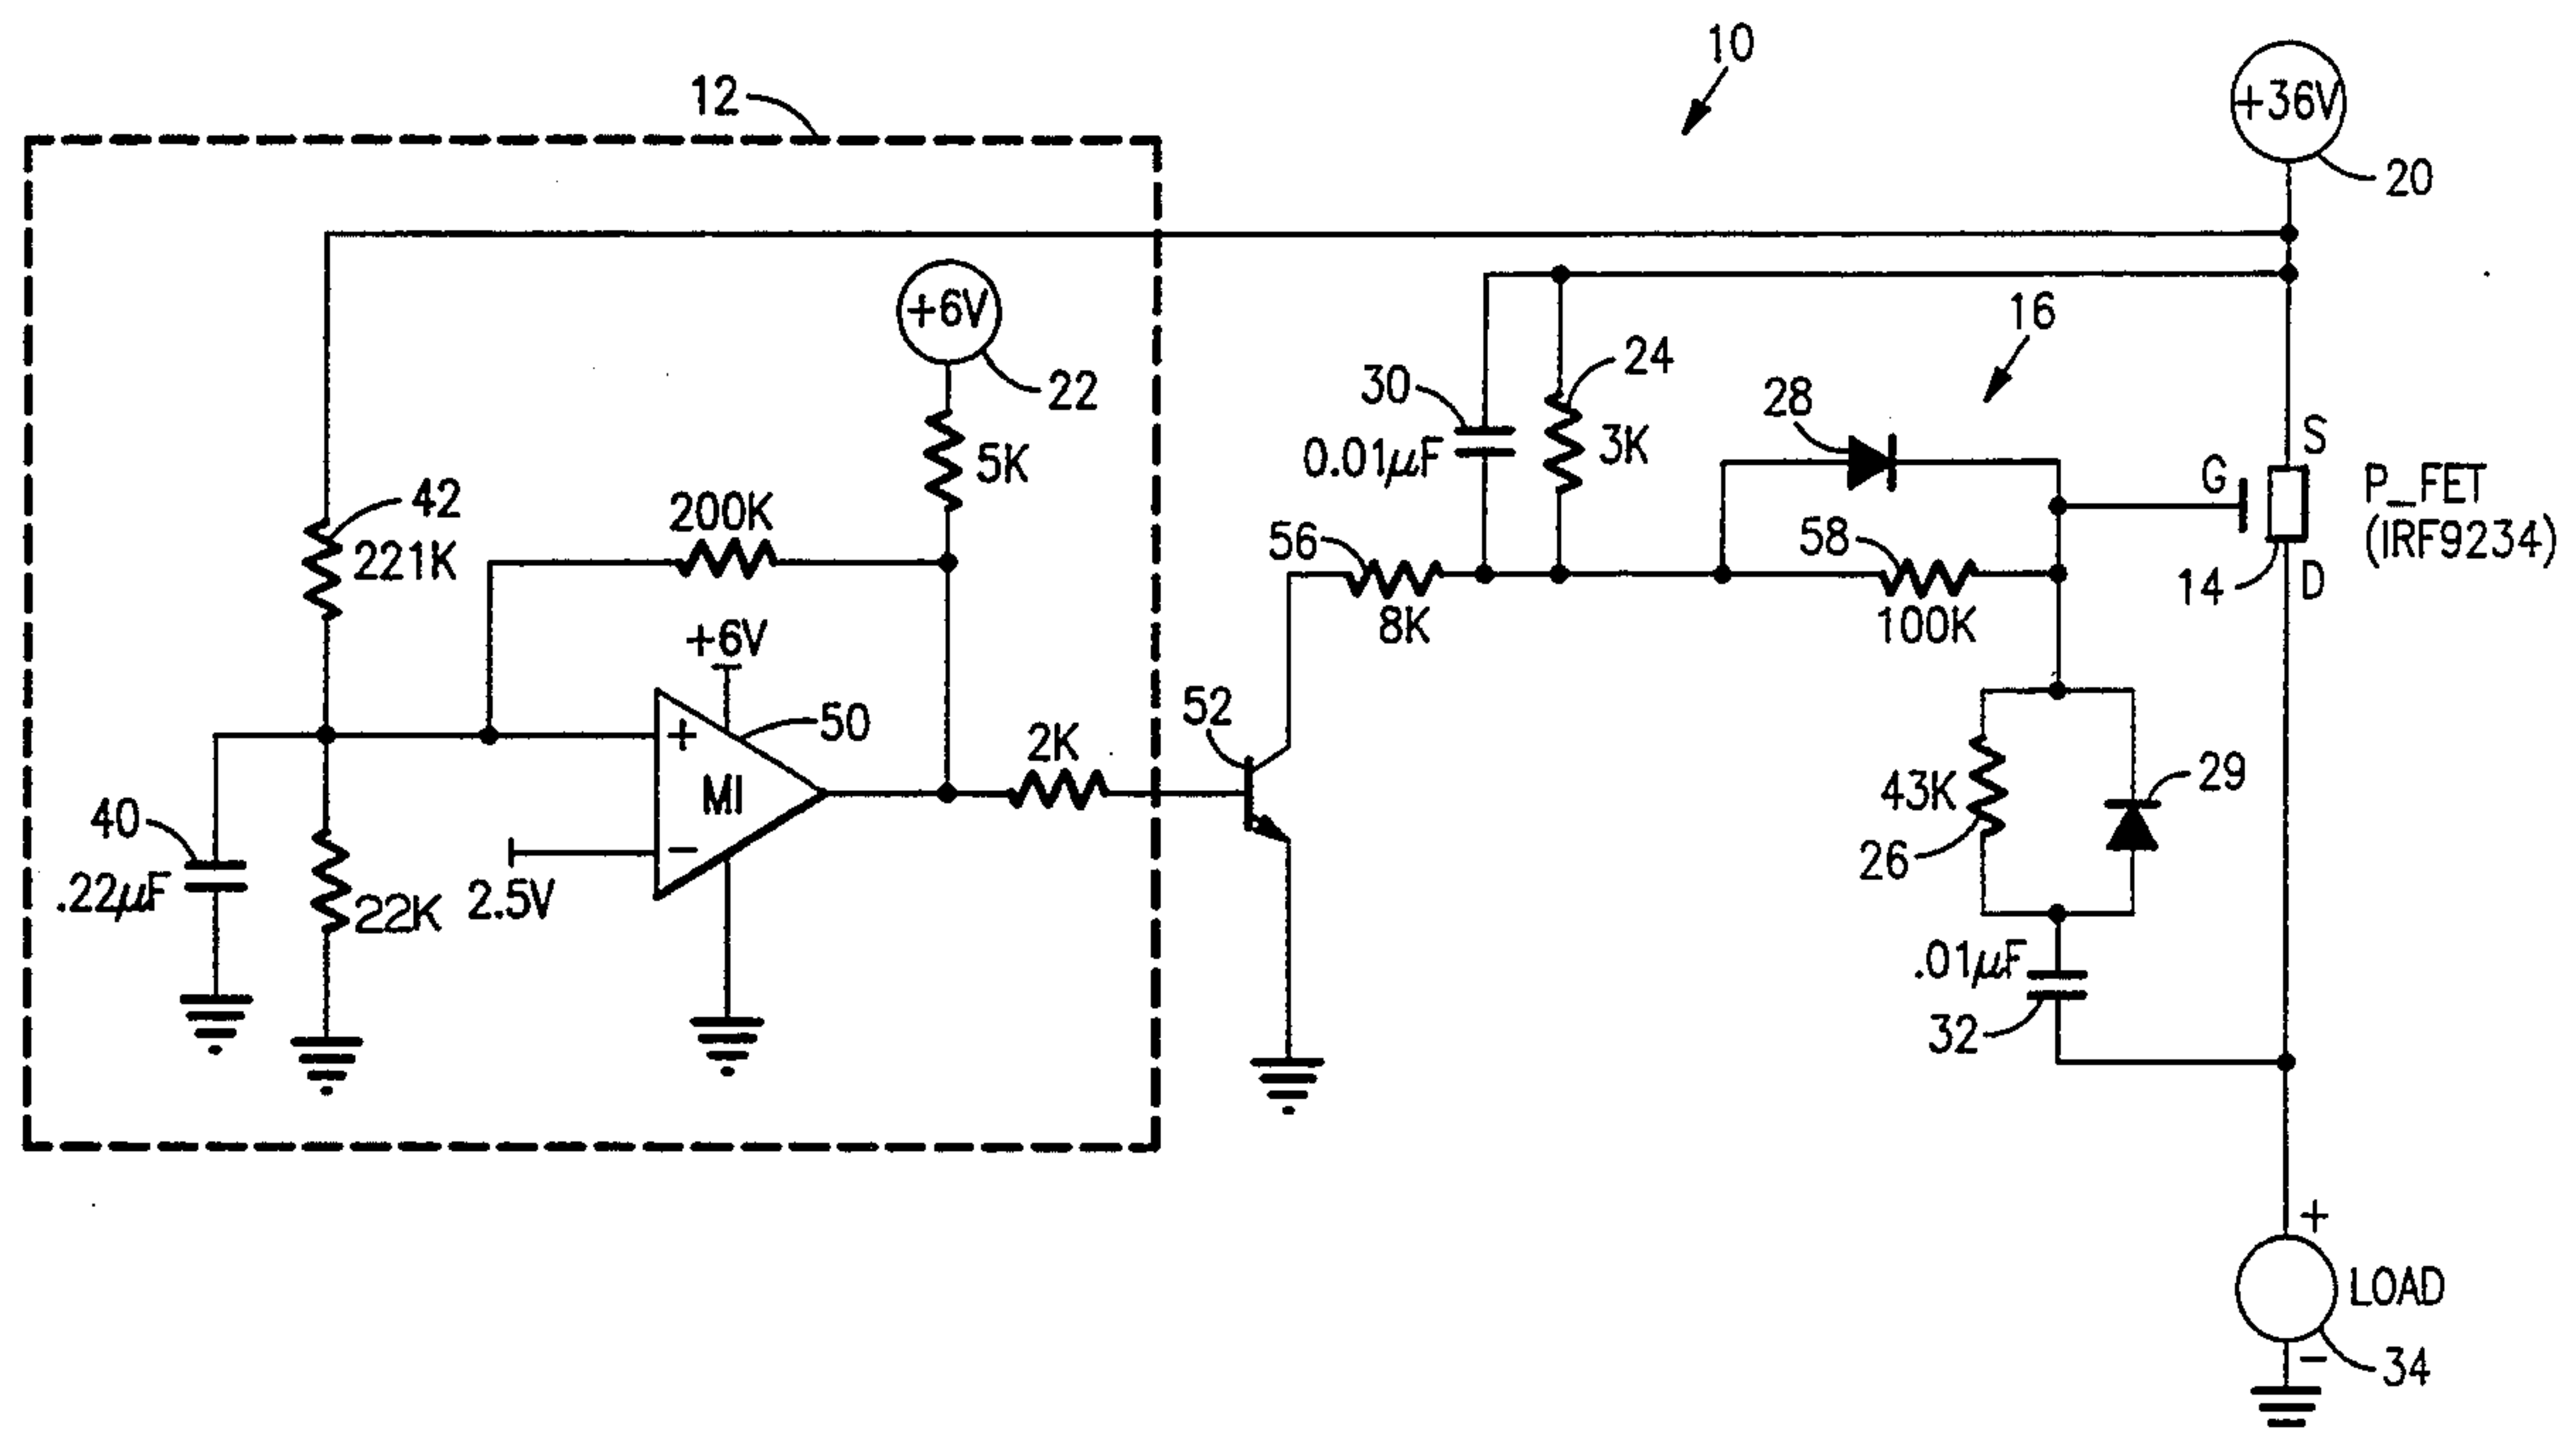 10
+36V
20
12
+6V
22
5K
42
221K
200K
+6V
50
+
MI
−
2.5V
2K
40
.22μF
22K
30
0.01μF
24
3K
28
16
56
8K
58
100K
G
S
D
14
P_FET
(IRF9234)
52
43K
26
29
.01μF
32
+
LOAD
−
34